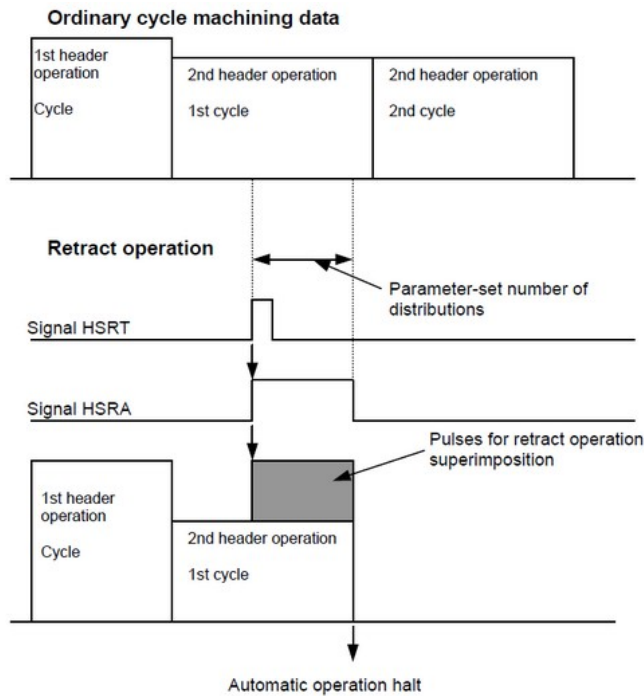 Ordinary cycle machining data
1st header
operation
Cycle
2nd header operation
1st cycle
2nd header operation
2nd cycle
Retract operation
Parameter-set number of
distributions
Signal HSRT
Signal HSRA
Pulses for retract operation
superimposition
1st header
operation
Cycle
2nd header operation
1st cycle
Automatic operation halt